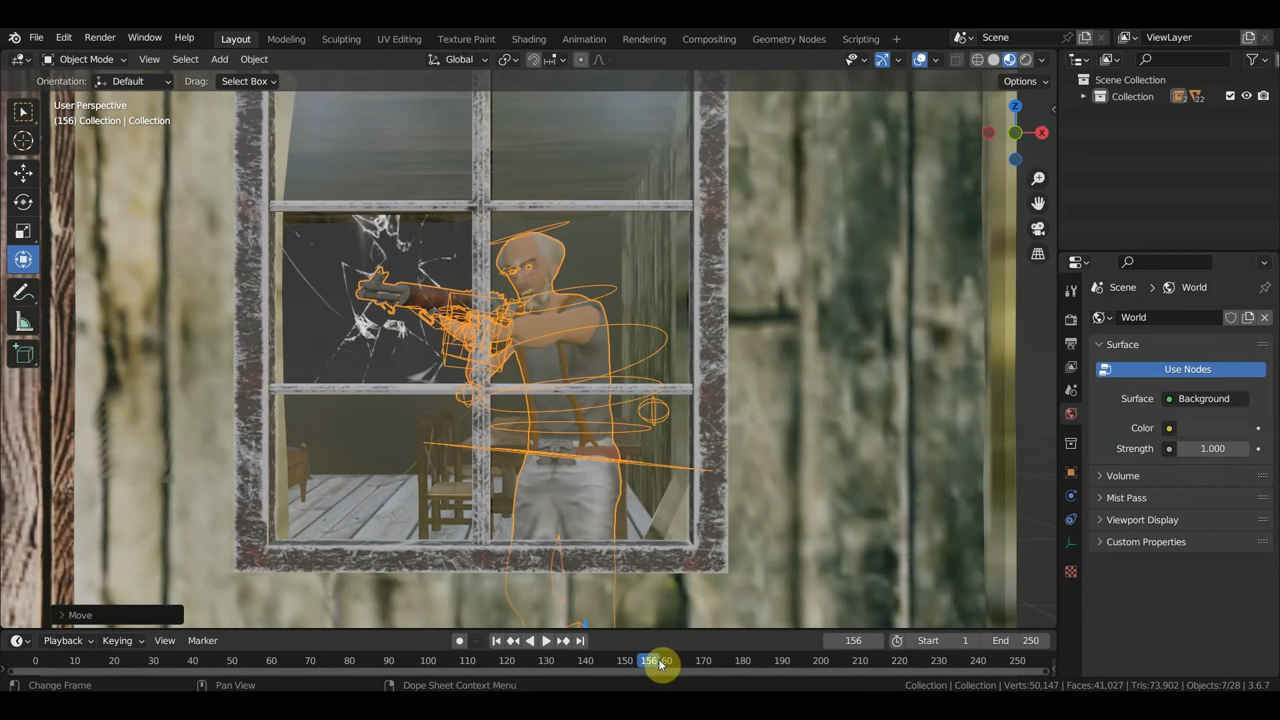 File Edit Render Window Help Layout Modeling Sculpting UV Editing Texture Paint Shading Animation Rendering Compositing Geometry Nodes Scripting + Scene ViewLayer
Object Mode View Select Add Object Global Scene Collection
Orientation: Default Drag: Select Box Options Collection 2 22
User Perspective
(156) Collection | Collection
Z
X
Scene > World
World
Surface
Use Nodes
Surface Background
Color
Strength 1.000
Volume
Mist Pass
Viewport Display
Custom Properties
> Move
Playback Keying View Marker 156 Start 1 End 250
0 10 20 30 40 50 60 70 80 90 100 110 120 130 140 150 156 60 170 180 190 200 210 220 230 240 250
Change Frame Pan View Dope Sheet Context Menu Collection | Collection | Verts:50,147 | Faces:41,027 | Tris:73,902 | Objects:7/28 | 3.6.7